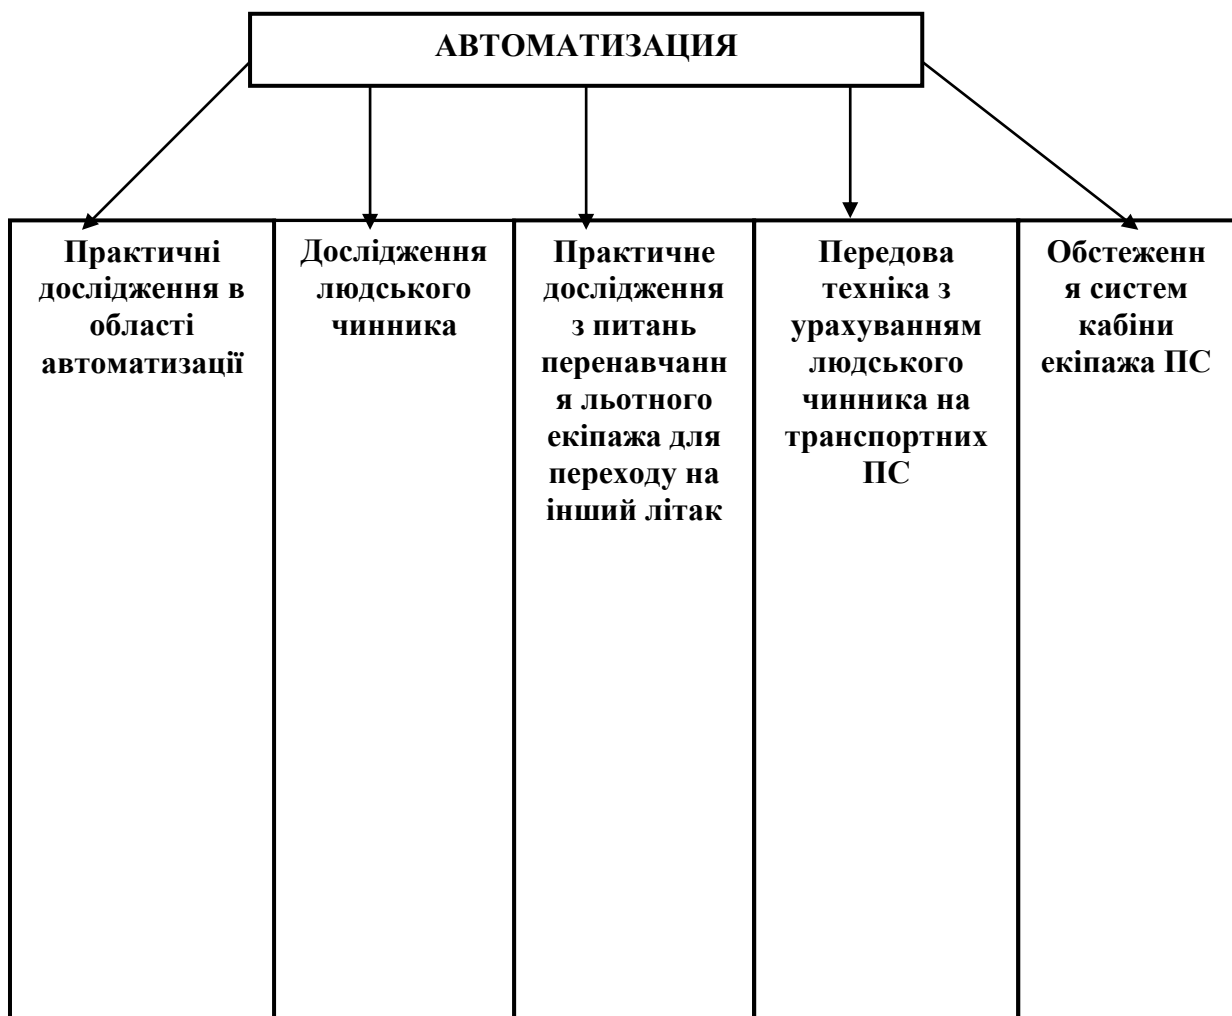 АВТОМАТИЗАЦИЯ
Практичні
дослідження в
області
автоматизації
Дослідження
людського
чинника
Практичне
дослідження
з питань
перенавчанн
я льотного
екіпажа для
переходу на
інший літак
Передова
техніка з
урахуванням
людського
чинника на
транспортних
ПС
Обстеженн
я систем
кабіни
екіпажа ПС